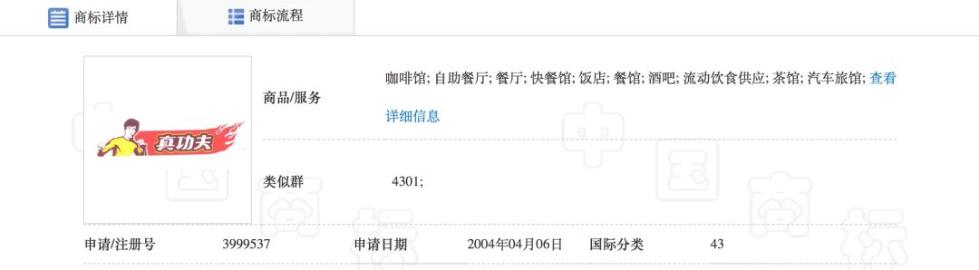 商标详情
商标流程
真功夫
商品/服务
咖啡馆; 自助餐厅; 餐厅; 快餐馆; 饭店; 餐馆; 酒吧; 流动饮食供应; 茶馆; 汽车旅馆; 查看
详细信息
类似群
4301;
申请/注册号
3999537
申请日期
2004年04月06日
国际分类
43
中国商标
中国商标